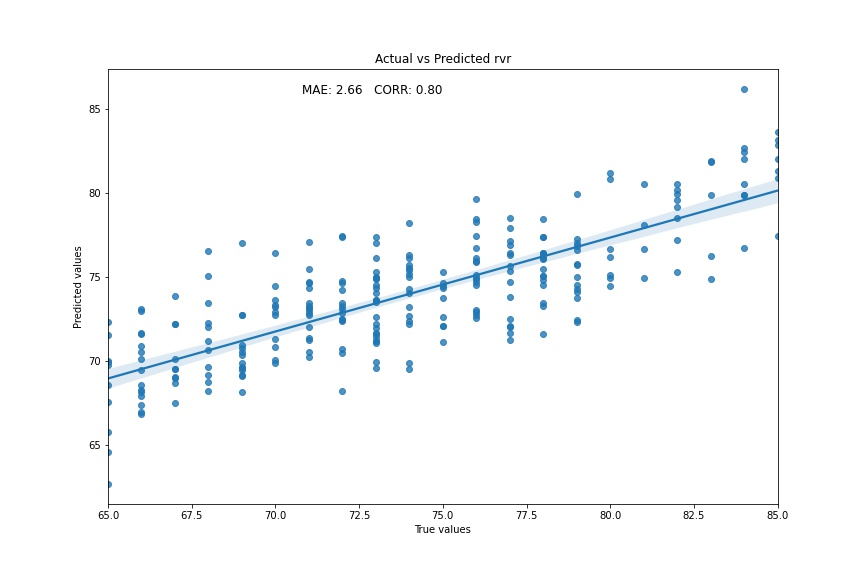 Actual vs Predicted rvr
MAE: 2.66   CORR: 0.80
85
80
75
70
65
Predicted values
65.0 67.5 70.0 72.5 75.0 77.5 80.0 82.5 85.0
True values